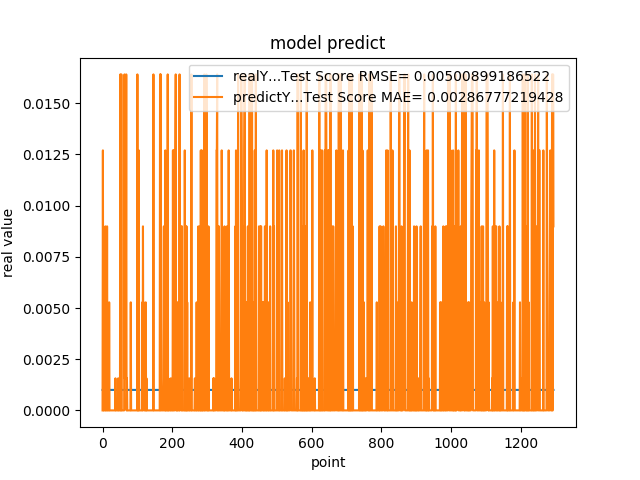 model predict
realY...Test Score RMSE= 0.00500899186522
predictY...Test Score MAE= 0.00286777219428
0.0150
0.0125
0.0100
0.0075
0.0050
0.0025
0.0000
real value
0 200 400 600 800 1000 1200
point